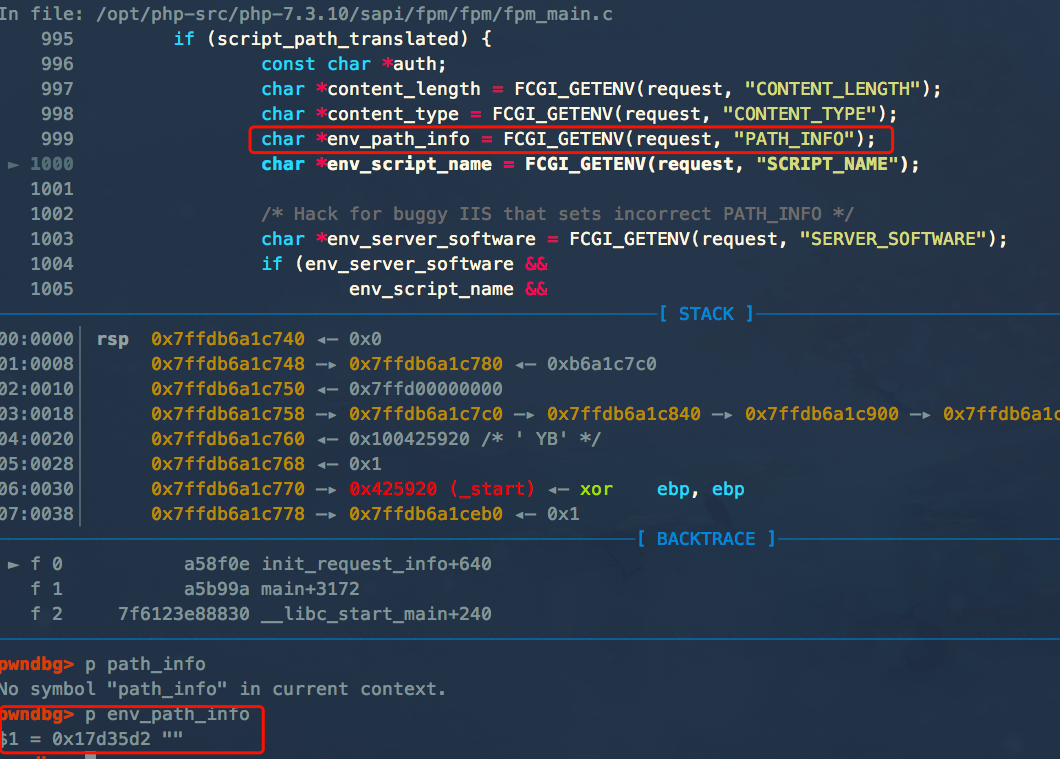 In file: /opt/php-src/php-7.3.10/sapi/fpm/fpm/fpm_main.c
995 if (script_path_translated) {
996 const char *auth;
997 char *content_length = FCGI_GETENV(request, "CONTENT_LENGTH");
998 char *content_type = FCGI_GETENV(request, "CONTENT_TYPE");
999 char *env_path_info = FCGI_GETENV(request, "PATH_INFO");
► 1000 char *env_script_name = FCGI_GETENV(request, "SCRIPT_NAME");
1001
1002 /* Hack for buggy IIS that sets incorrect PATH_INFO */
1003 char *env_server_software = FCGI_GETENV(request, "SERVER_SOFTWARE");
1004 if (env_server_software &&
1005 env_script_name &&
[ STACK ]
00:0000│ rsp 0x7ffdb6a1c740 ◂— 0x0
01:0008│ 0x7ffdb6a1c748 —▸ 0x7ffdb6a1c780 ◂— 0xb6a1c7c0
02:0010│ 0x7ffdb6a1c750 ◂— 0x7ffd00000000
03:0018│ 0x7ffdb6a1c758 —▸ 0x7ffdb6a1c7c0 —▸ 0x7ffdb6a1c840 —▸ 0x7ffdb6a1c900 —▸ 0x7ffdb6a1c
04:0020│ 0x7ffdb6a1c760 ◂— 0x100425920 /* ' YB' */
05:0028│ 0x7ffdb6a1c768 ◂— 0x1
06:0030│ 0x7ffdb6a1c770 —▸ 0x425920 (_start) ◂— xor ebp, ebp
07:0038│ 0x7ffdb6a1c778 —▸ 0x7ffdb6a1ceb0 ◂— 0x1
[ BACKTRACE ]
► f 0 a58f0e init_request_info+640
f 1 a5b99a main+3172
f 2 7f6123e88830 __libc_start_main+240
pwndbg> p path_info
No symbol "path_info" in current context.
pwndbg> p env_path_info
$1 = 0x17d35d2 ""